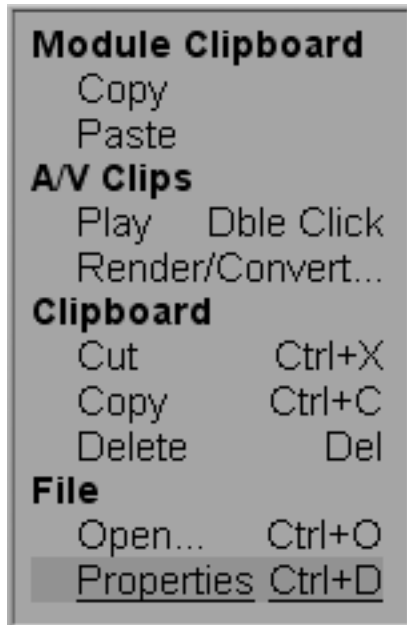 Module Clipboard
Copy
Paste
A/V Clips
Play Dble Click
Render/Convert...
Clipboard
Cut Ctrl+X
Copy Ctrl+C
Delete Del
File
Open... Ctrl+O
Properties Ctrl+D